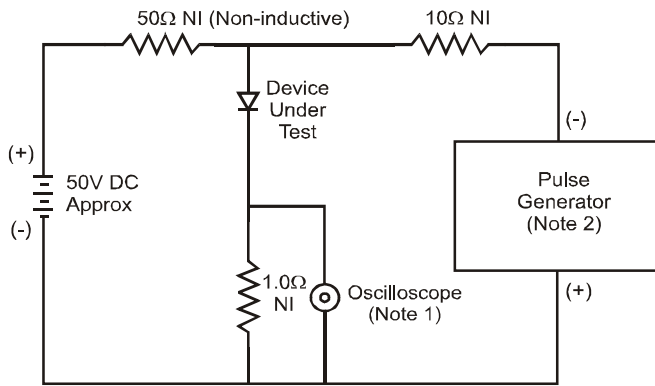 50Ω NI (Non-inductive)
10Ω NI
Device
Under
Test
(-)
(+)
50V DC
Approx
(-)
Pulse
Generator
(Note 2)
1.0Ω
NI
Oscilloscope
(Note 1)
(+)